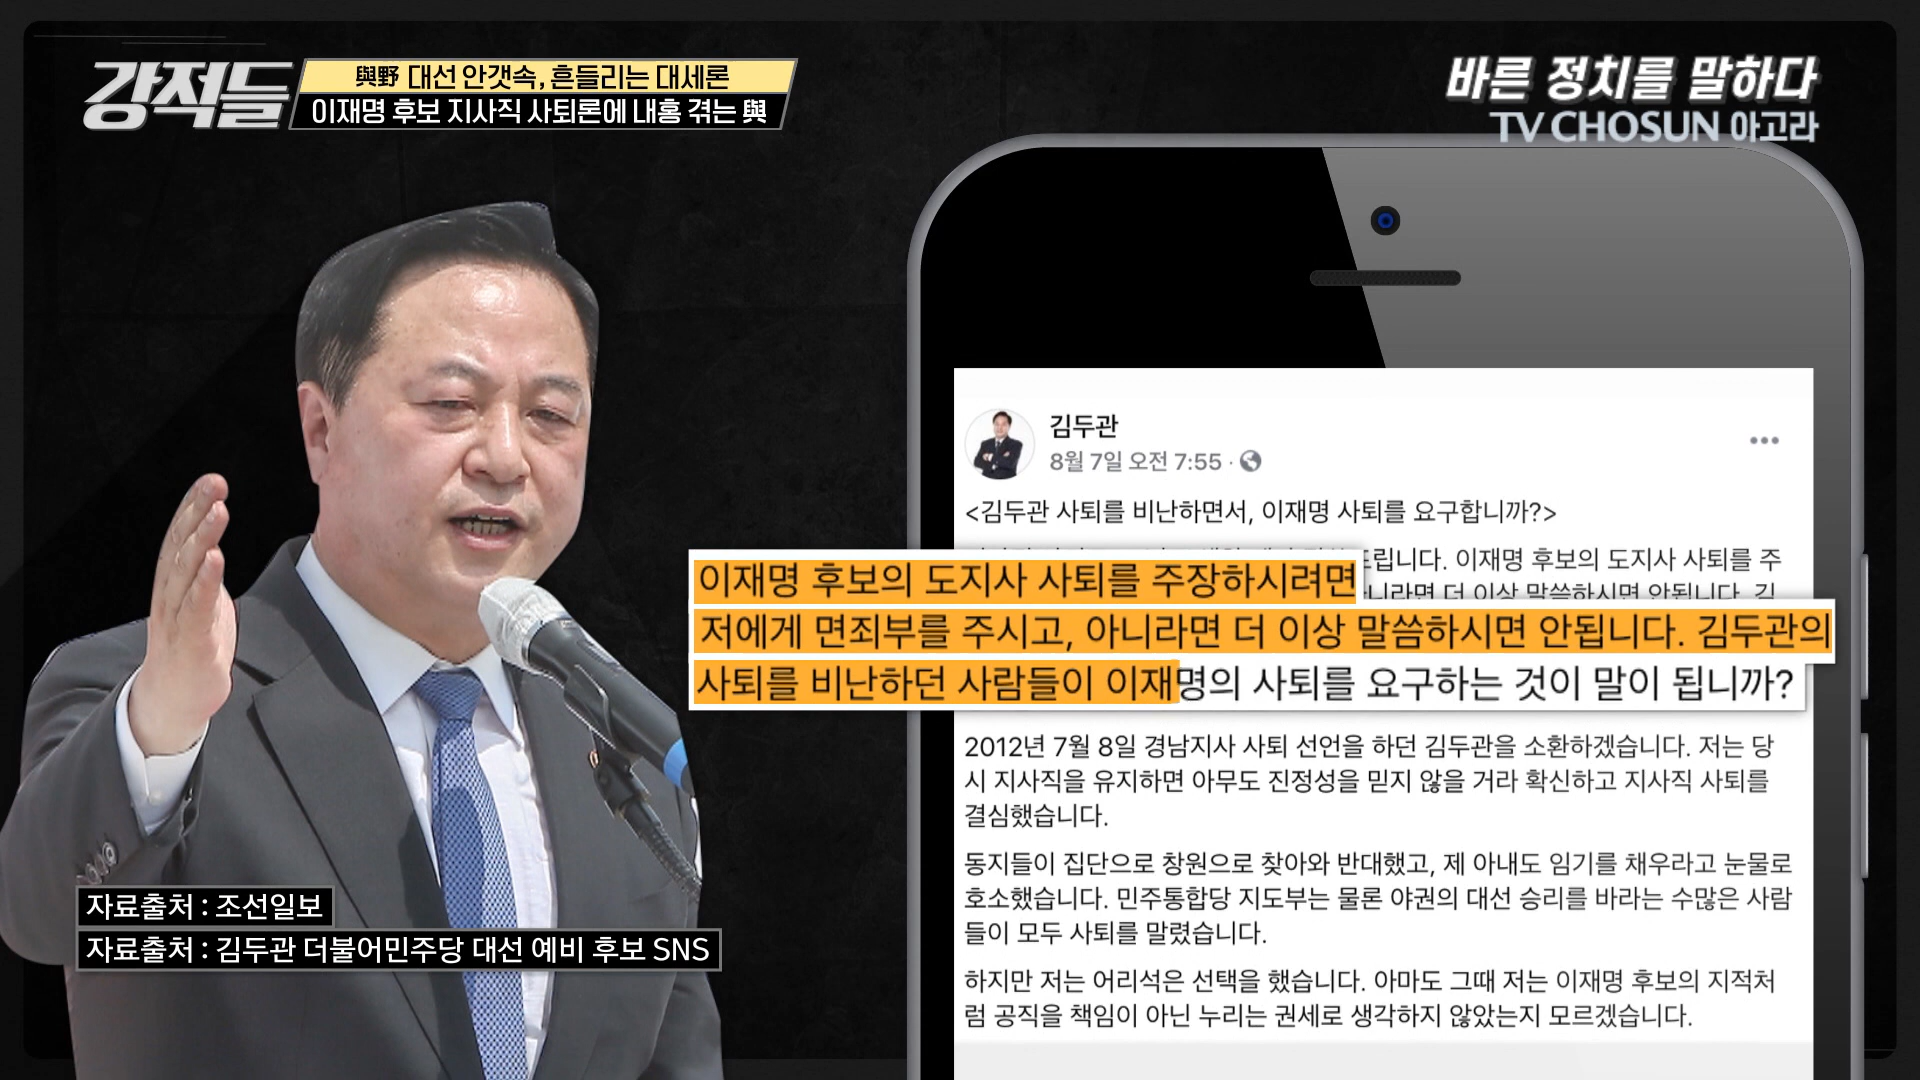 강적들
與野 대선 안갯속, 흔들리는 대세론
이재명 후보 지사직 사퇴론에 내홍 겪는 與
바른 정치를 말하다
TV CHOSUN 아고라
김두관
8월 7일 오전 7:55 ·
<김두관 사퇴를 비난하면서, 이재명 사퇴를 요구합니까?>
드립니다. 이재명 후보의 도지사 사퇴를 주
아니라면 더 이상 말씀하시면 안됩니다. 김
이재명 후보의 도지사 사퇴를 주장하시려면
저에게 면죄부를 주시고, 아니라면 더 이상 말씀하시면 안됩니다. 김두관의
사퇴를 비난하던 사람들이 이재명의 사퇴를 요구하는 것이 말이 됩니까?
2012년 7월 8일 경남지사 사퇴 선언을 하던 김두관을 소환하겠습니다. 저는 당
시 지사직을 유지하면 아무도 진정성을 믿지 않을 거라 확신하고 지사직 사퇴를
결심했습니다.
동지들이 집단으로 창원으로 찾아와 반대했고, 제 아내도 임기를 채우라고 눈물로
호소했습니다. 민주통합당 지도부는 물론 야권의 대선 승리를 바라는 수많은 사람
들이 모두 사퇴를 말렸습니다.
하지만 저는 어리석은 선택을 했습니다. 아마도 그때 저는 이재명 후보의 지적처
럼 공직을 책임이 아닌 누리는 권세로 생각하지 않았는지 모르겠습니다.
자료출처 : 조선일보
자료출처 : 김두관 더불어민주당 대선 예비 후보 SNS